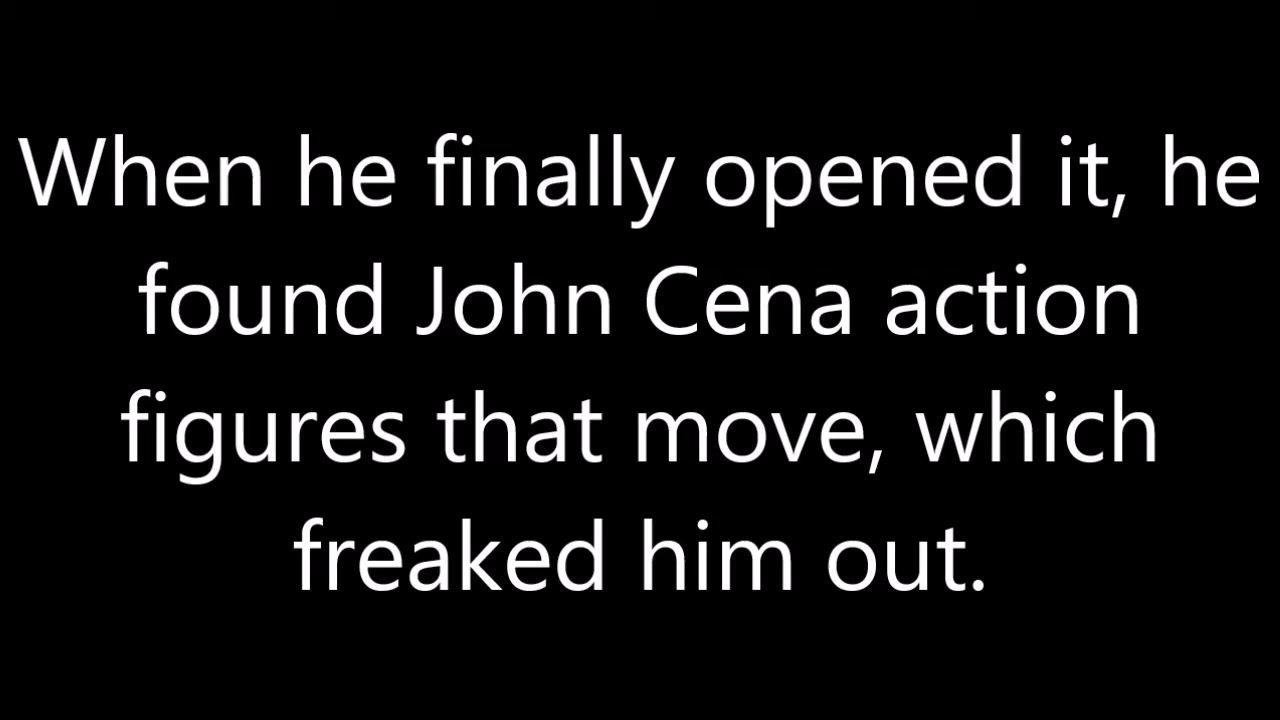 When he finally opened it, he
found John Cena action
figures that move, which
freaked him out.